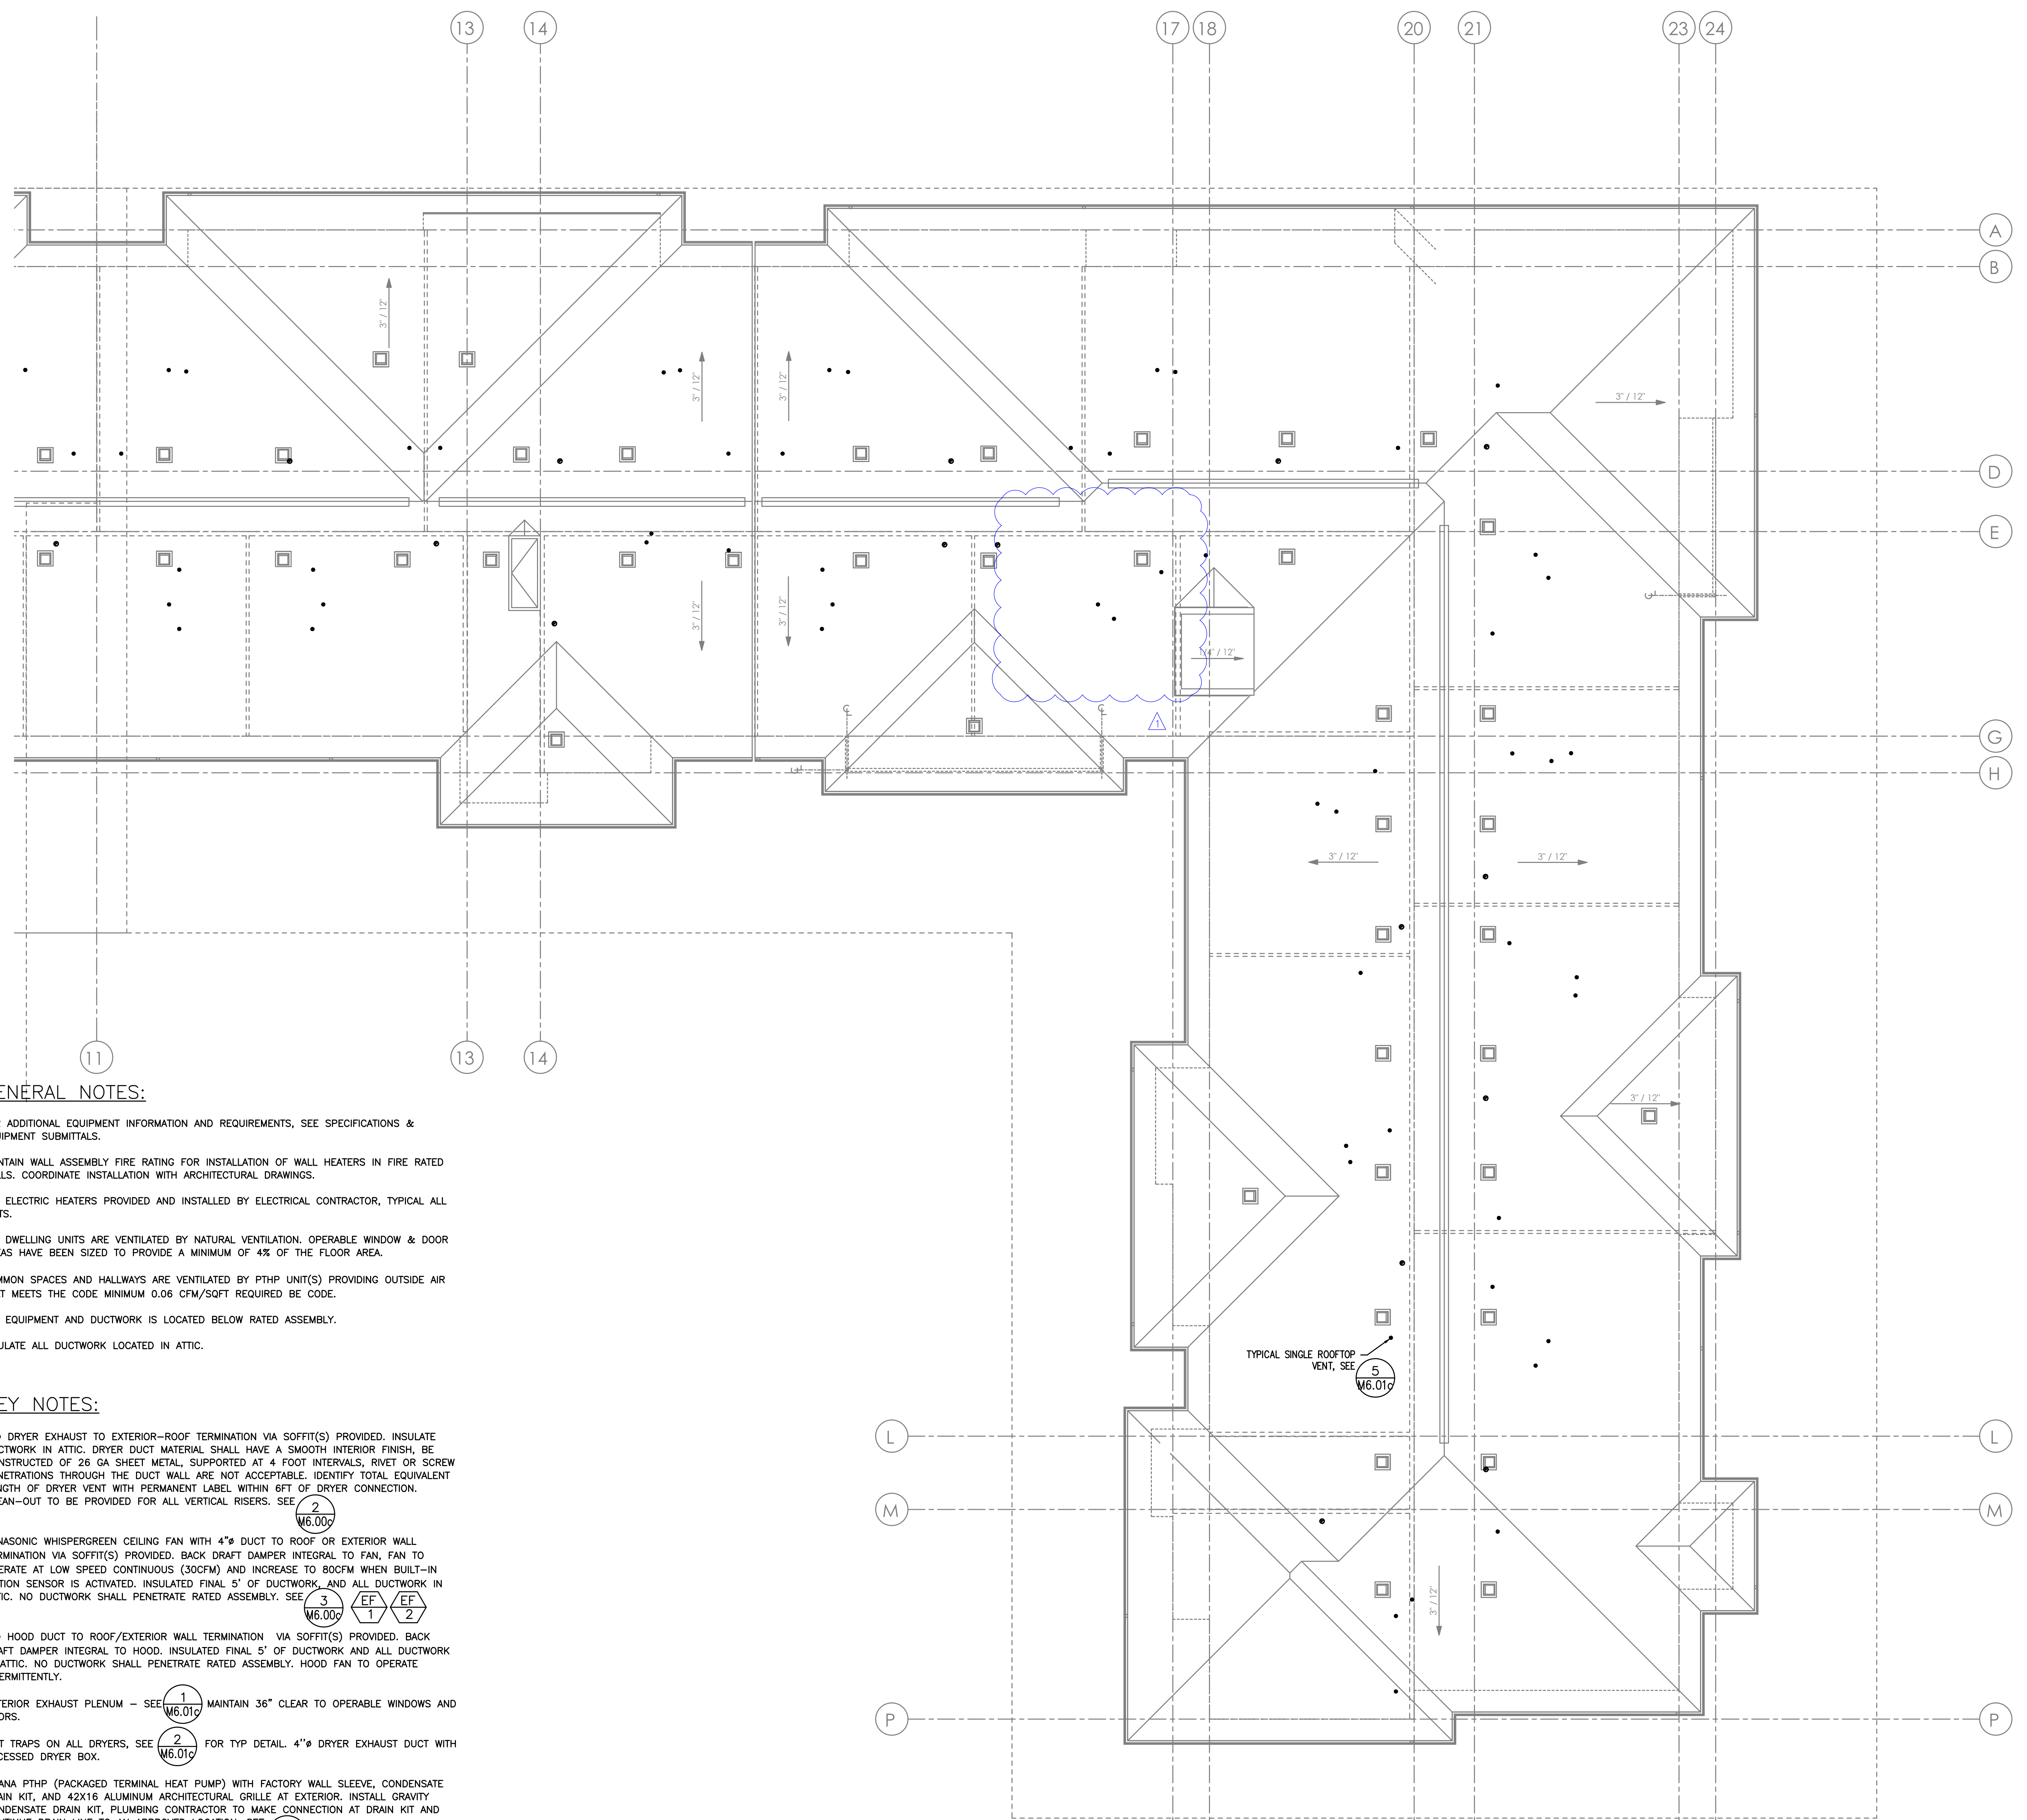 13 14 17 18 20 21 23 24
A
B
3" / 12"
3" / 12"
3" / 12"
3" / 12"
D
E
3" / 12"
3" / 12"
1/4" / 12"
1
G
H
3" / 12"
3" / 12"
11 13 14
3" / 12"
TYPICAL SINGLE ROOFTOP
VENT, SEE
5
M6.01c
L L
M M
3" / 12"
P P
ENERAL NOTES:
ADDITIONAL EQUIPMENT INFORMATION AND REQUIREMENTS, SEE SPECIFICATIONS &
UIPMENT SUBMITTALS.
NTAIN WALL ASSEMBLY FIRE RATING FOR INSTALLATION OF WALL HEATERS IN FIRE RATED
LLS. COORDINATE INSTALLATION WITH ARCHITECTURAL DRAWINGS.
ELECTRIC HEATERS PROVIDED AND INSTALLED BY ELECTRICAL CONTRACTOR, TYPICAL ALL
TS.
DWELLING UNITS ARE VENTILATED BY NATURAL VENTILATION. OPERABLE WINDOW & DOOR
EAS HAVE BEEN SIZED TO PROVIDE A MINIMUM OF 4% OF THE FLOOR AREA.
MMON SPACES AND HALLWAYS ARE VENTILATED BY PTHP UNIT(S) PROVIDING OUTSIDE AIR
T MEETS THE CODE MINIMUM 0.06 CFM/SQFT REQUIRED BE CODE.
EQUIPMENT AND DUCTWORK IS LOCATED BELOW RATED ASSEMBLY.
ULATE ALL DUCTWORK LOCATED IN ATTIC.
EY NOTES:
DRYER EXHAUST TO EXTERIOR-ROOF TERMINATION VIA SOFFIT(S) PROVIDED. INSULATE
CTWORK IN ATTIC. DRYER DUCT MATERIAL SHALL HAVE A SMOOTH INTERIOR FINISH, BE
NSTRUCTED OF 26 GA SHEET METAL, SUPPORTED AT 4 FOOT INTERVALS, RIVET OR SCREW
NETRATIONS THROUGH THE DUCT WALL ARE NOT ACCEPTABLE. IDENTIFY TOTAL EQUIVALENT
NGTH OF DRYER VENT WITH PERMANENT LABEL WITHIN 6FT OF DRYER CONNECTION.
EAN-OUT TO BE PROVIDED FOR ALL VERTICAL RISERS. SEE 2
M6.00c
NASONIC WHISPERGREEN CEILING FAN WITH 4"ø DUCT TO ROOF OR EXTERIOR WALL
RMINATION VIA SOFFIT(S) PROVIDED. BACK DRAFT DAMPER INTEGRAL TO FAN, FAN TO
ERATE AT LOW SPEED CONTINUOUS (30CFM) AND INCREASE TO 80CFM WHEN BUILT-IN
TION SENSOR IS ACTIVATED. INSULATED FINAL 5' OF DUCTWORK, AND ALL DUCTWORK IN
TIC. NO DUCTWORK SHALL PENETRATE RATED ASSEMBLY. SEE 3 EF EF
M6.00c 1 2
HOOD DUCT TO ROOF/EXTERIOR WALL TERMINATION VIA SOFFIT(S) PROVIDED. BACK
AFT DAMPER INTEGRAL TO HOOD. INSULATED FINAL 5' OF DUCTWORK AND ALL DUCTWORK
ATTIC. NO DUCTWORK SHALL PENETRATE RATED ASSEMBLY. HOOD FAN TO OPERATE
ERMITTENTLY.
TERIOR EXHAUST PLENUM - SEE 1 MAINTAIN 36" CLEAR TO OPERABLE WINDOWS AND
M6.01c
ORS.
T TRAPS ON ALL DRYERS, SEE 2 FOR TYP DETAIL. 4''ø DRYER EXHAUST DUCT WITH
M6.01c
CESSED DRYER BOX.
ANA PTHP (PACKAGED TERMINAL HEAT PUMP) WITH FACTORY WALL SLEEVE, CONDENSATE
AIN KIT, AND 42X16 ALUMINUM ARCHITECTURAL GRILLE AT EXTERIOR. INSTALL GRAVITY
NDENSATE DRAIN KIT, PLUMBING CONTRACTOR TO MAKE CONNECTION AT DRAIN KIT AND